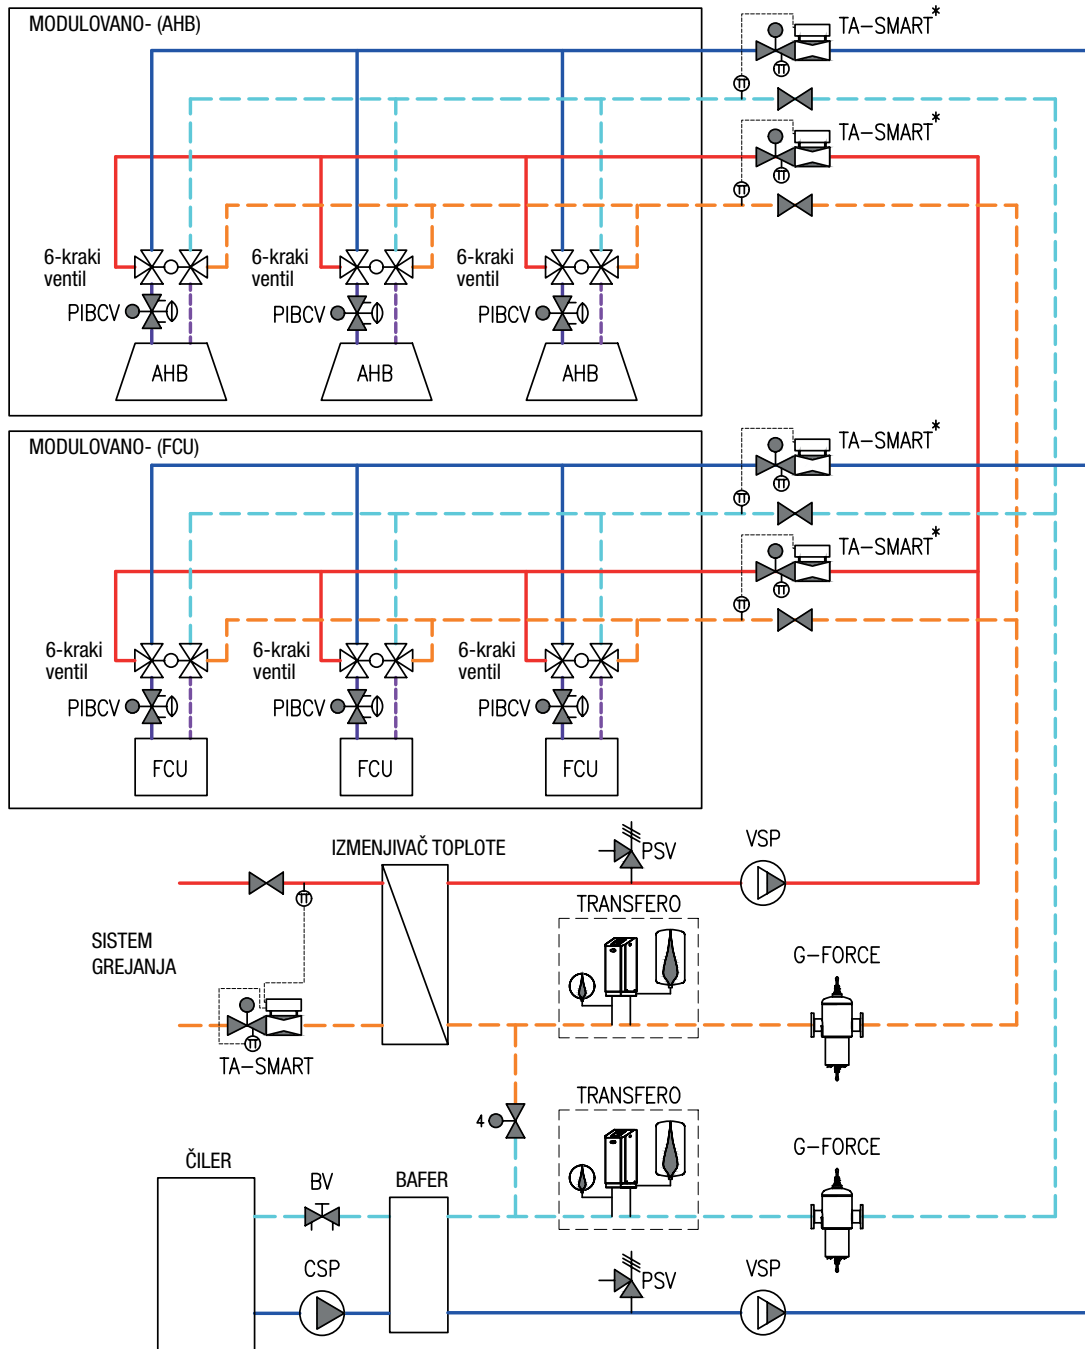 MODULOVANO- (AHB)
TA-SMART*
TA-SMART*
6-kraki
ventil
6-kraki
ventil
6-kraki
ventil
PIBCV
PIBCV
PIBCV
AHB
AHB
AHB
MODULOVANO- (FCU)
TA-SMART*
TA-SMART*
6-kraki
ventil
6-kraki
ventil
6-kraki
ventil
PIBCV
PIBCV
PIBCV
FCU
FCU
FCU
IZMENJIVAČ TOPLOTE
PSV
VSP
TRANSFERO
SISTEM
GREJANJA
G-FORCE
TA-SMART
TRANSFERO
4
G-FORCE
ČILER
BV
BAFER
CSP
PSV
VSP